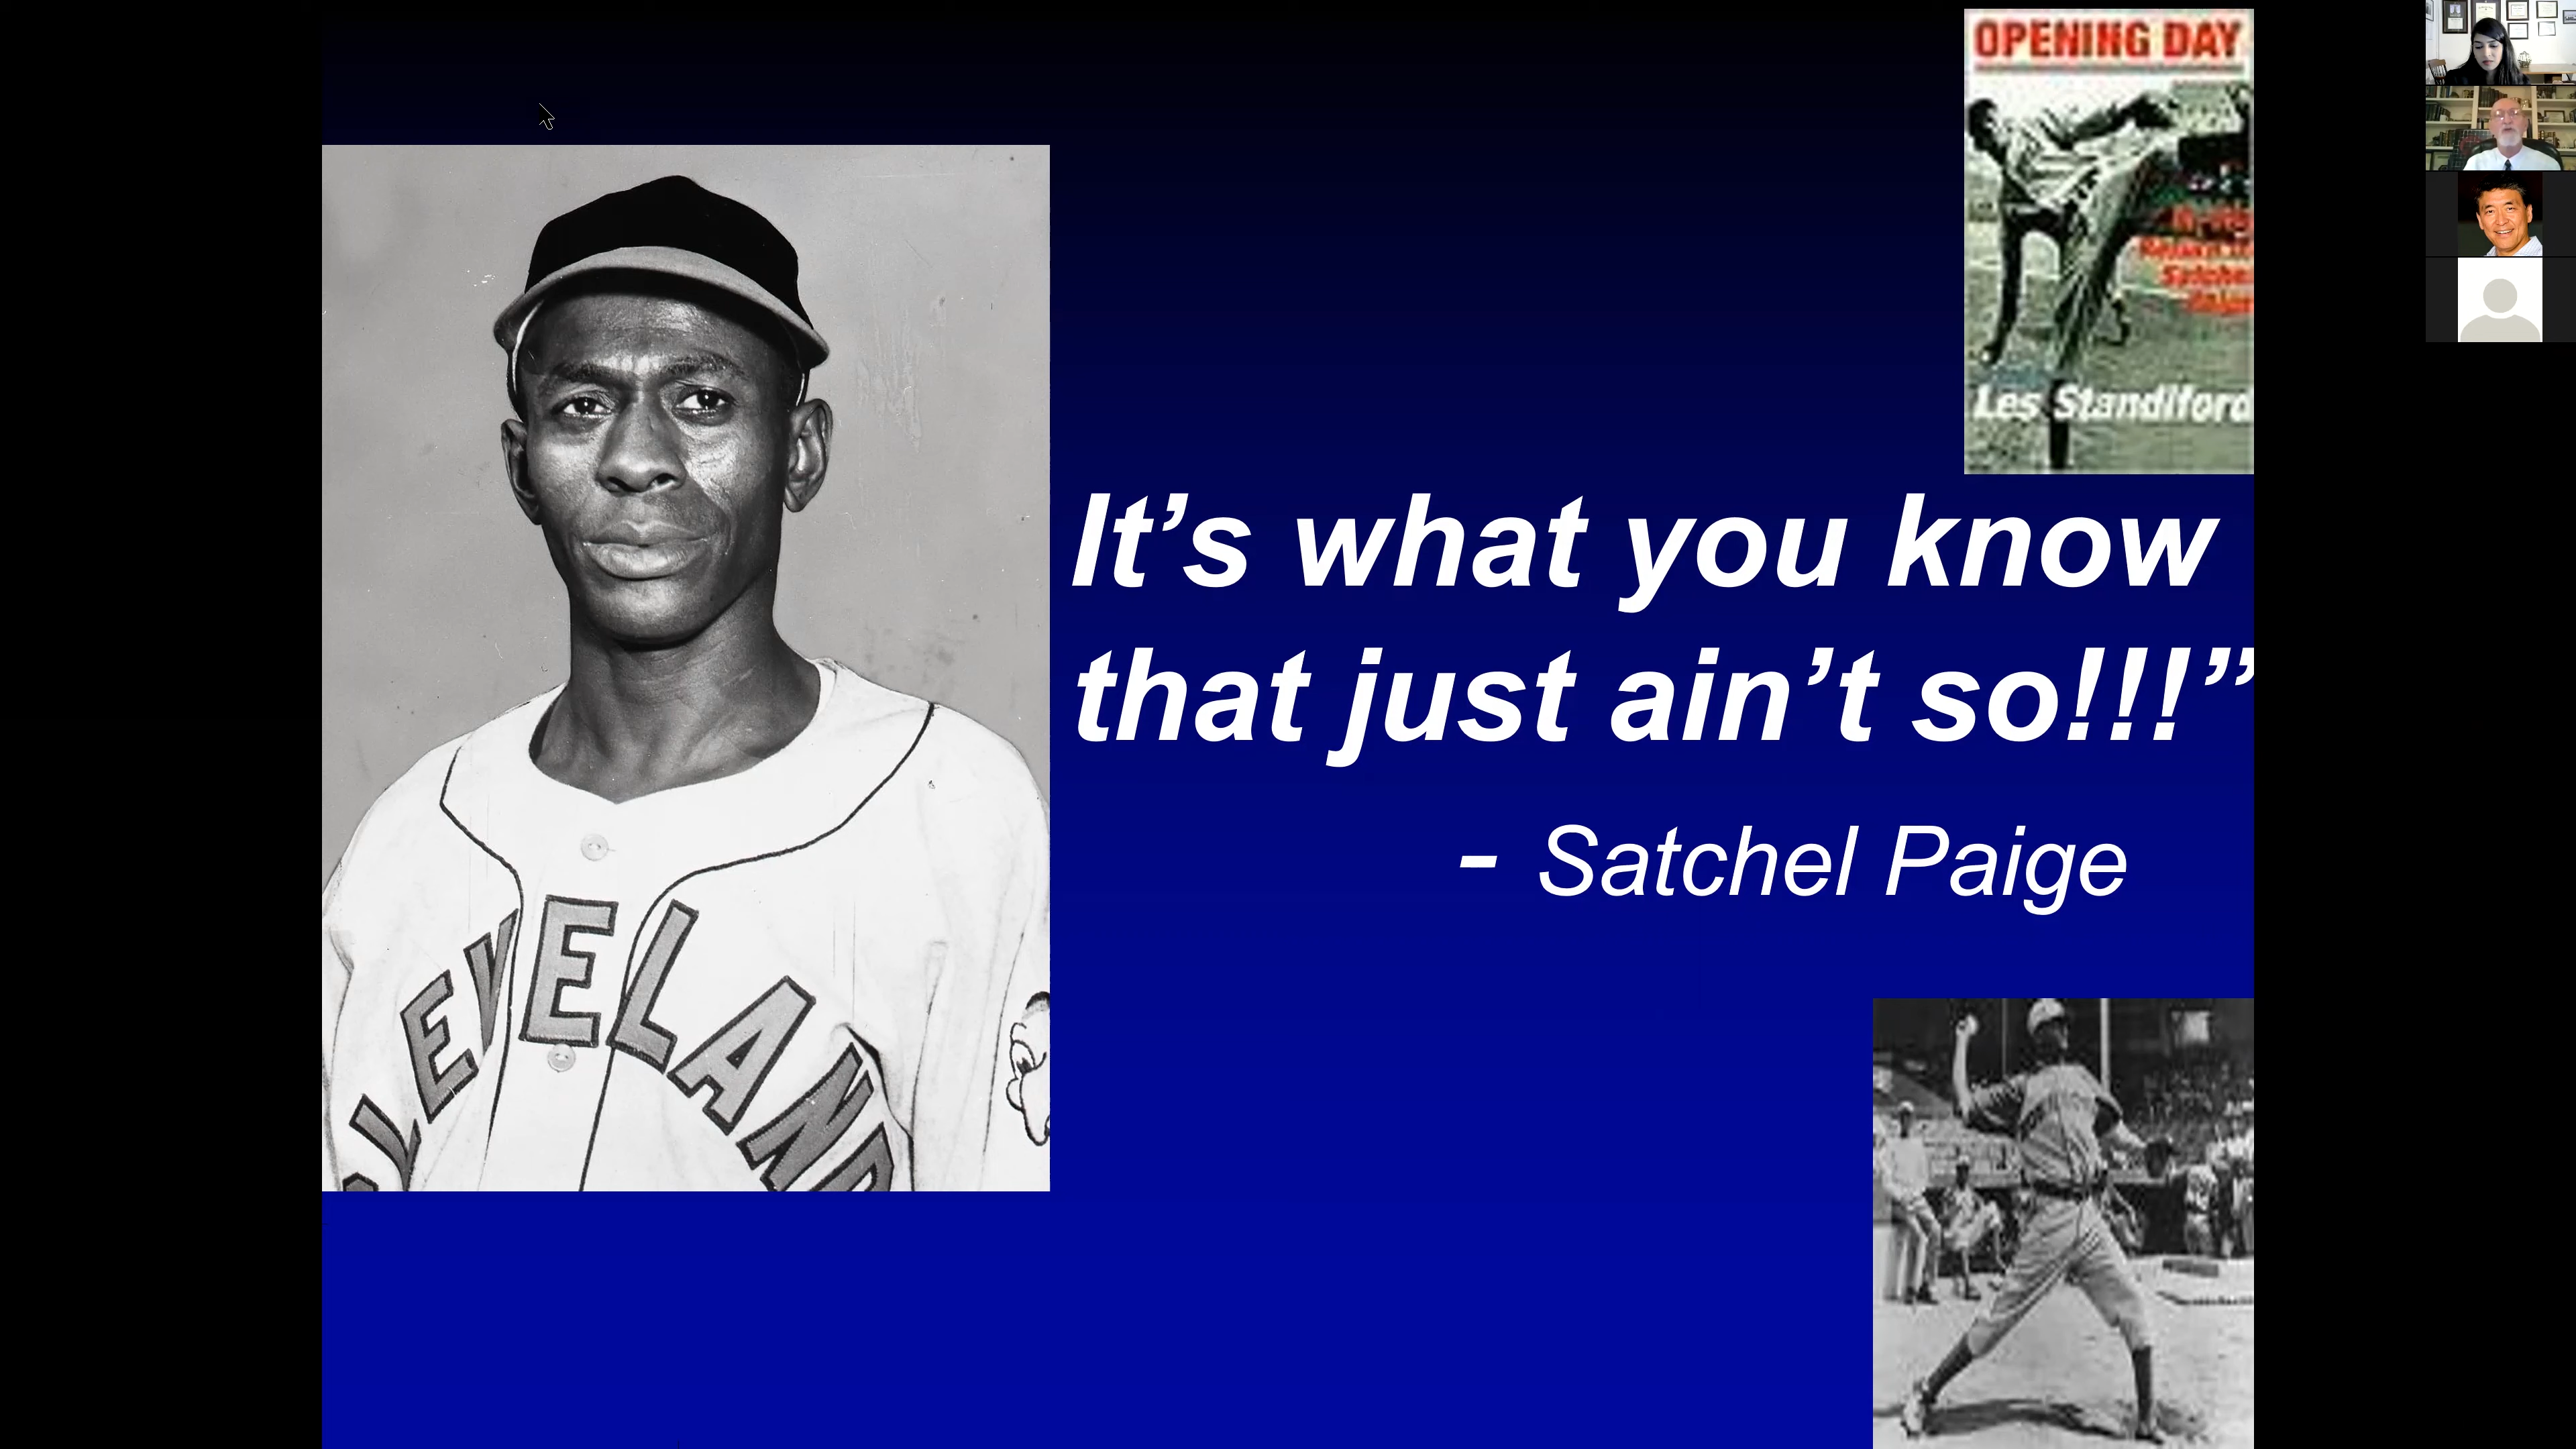 OPENING DAY
Les Standiford
It’s what you know
that just ain’t so!!!”
- Satchel Paige
CLEVELAND